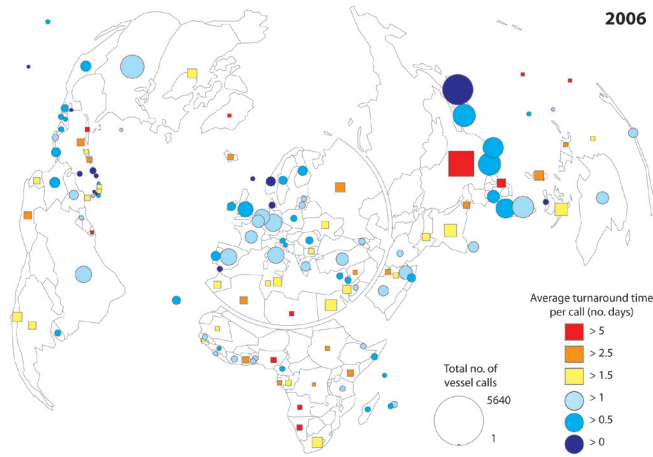 2006
Average turnaround time
per call (no. days)
> 5
> 2.5
> 1.5
> 1
> 0.5
> 0
Total no. of
vessel calls
5640
1